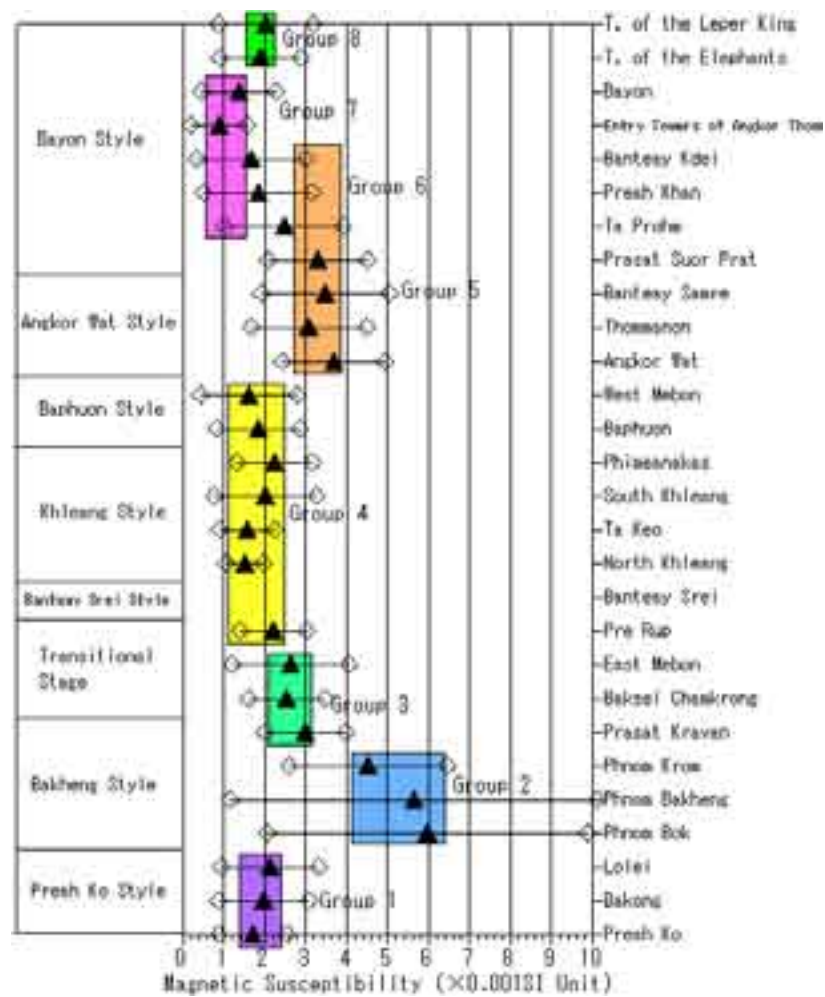 T. of the Leper King
Group 8
T. of the Elephants
Bayon
Group 7
Entry Towers of Angkor Thom
Bayon Style
Banteay Kdei
Group 6
Preah Khan
Ta Prohm
Prasat Suor Prat
Group 5
Banteay Samre
Angkor Wat Style
Thommanon
Angkor Wat
West Mebon
Baphuon Style
Baphuon
Phimeanakas
South Khleang
Khleang Style
Group 4
Ta Keo
North Khleang
Banteay Srei Style
Banteay Srei
Pre Rup
Transitional
Stage
East Mebon
Baksei Chamkrong
Group 3
Prasat Kravan
Phnom Krom
Bakheng Style
Group 2
Phnom Bakheng
Phnom Bok
Lolei
Preah Ko Style
Group 1
Bakong
Preah Ko
0 1 2 3 4 5 6 7 8 9 10
Magnetic Susceptibility (×0.001SI Unit)